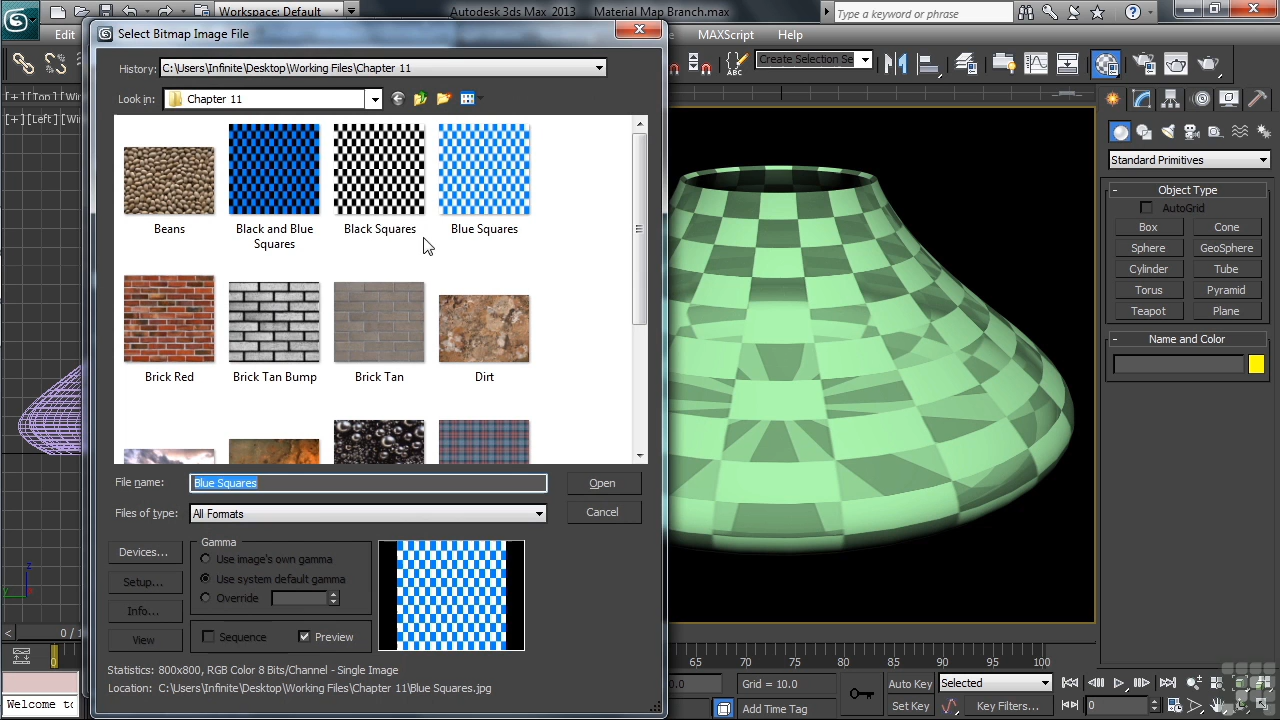 Workspace: Default
Autodesk 3ds Max 2013 Material Map Branch.max
Type a keyword or phrase
Select Bitmap Image File
Edit
MAXScript
Help
History:
C:\Users\Infinite\Desktop\Working Files\Chapter 11
Create Selection Se
Look in:
Chapter 11
[+] [Left]
Beans
Black and Blue
Squares
Black Squares
Blue Squares
Brick Red
Brick Tan Bump
Brick Tan
Dirt
File name:
Blue Squares
Open
Files of type:
All Formats
Cancel
Devices...
Setup...
Info...
View
Gamma
Use image's own gamma
Use system default gamma
Override
Sequence
Preview
Statistics: 800x800, RGB Color 8 Bits/Channel - Single Image
Location: C:\Users\Infinite\Desktop\Working Files\Chapter 11\Blue Squares.jpg
Standard Primitives
Object Type
AutoGrid
Box
Cone
Sphere
GeoSphere
Cylinder
Tube
Torus
Pyramid
Teapot
Plane
Name and Color
z
y
x
< 0 / 1
0
65 70 75 80 85 90 95 100
0.0
Grid = 10.0
Auto Key
Selected
Welcome to
Add Time Tag
Set Key
Key Filters...
0